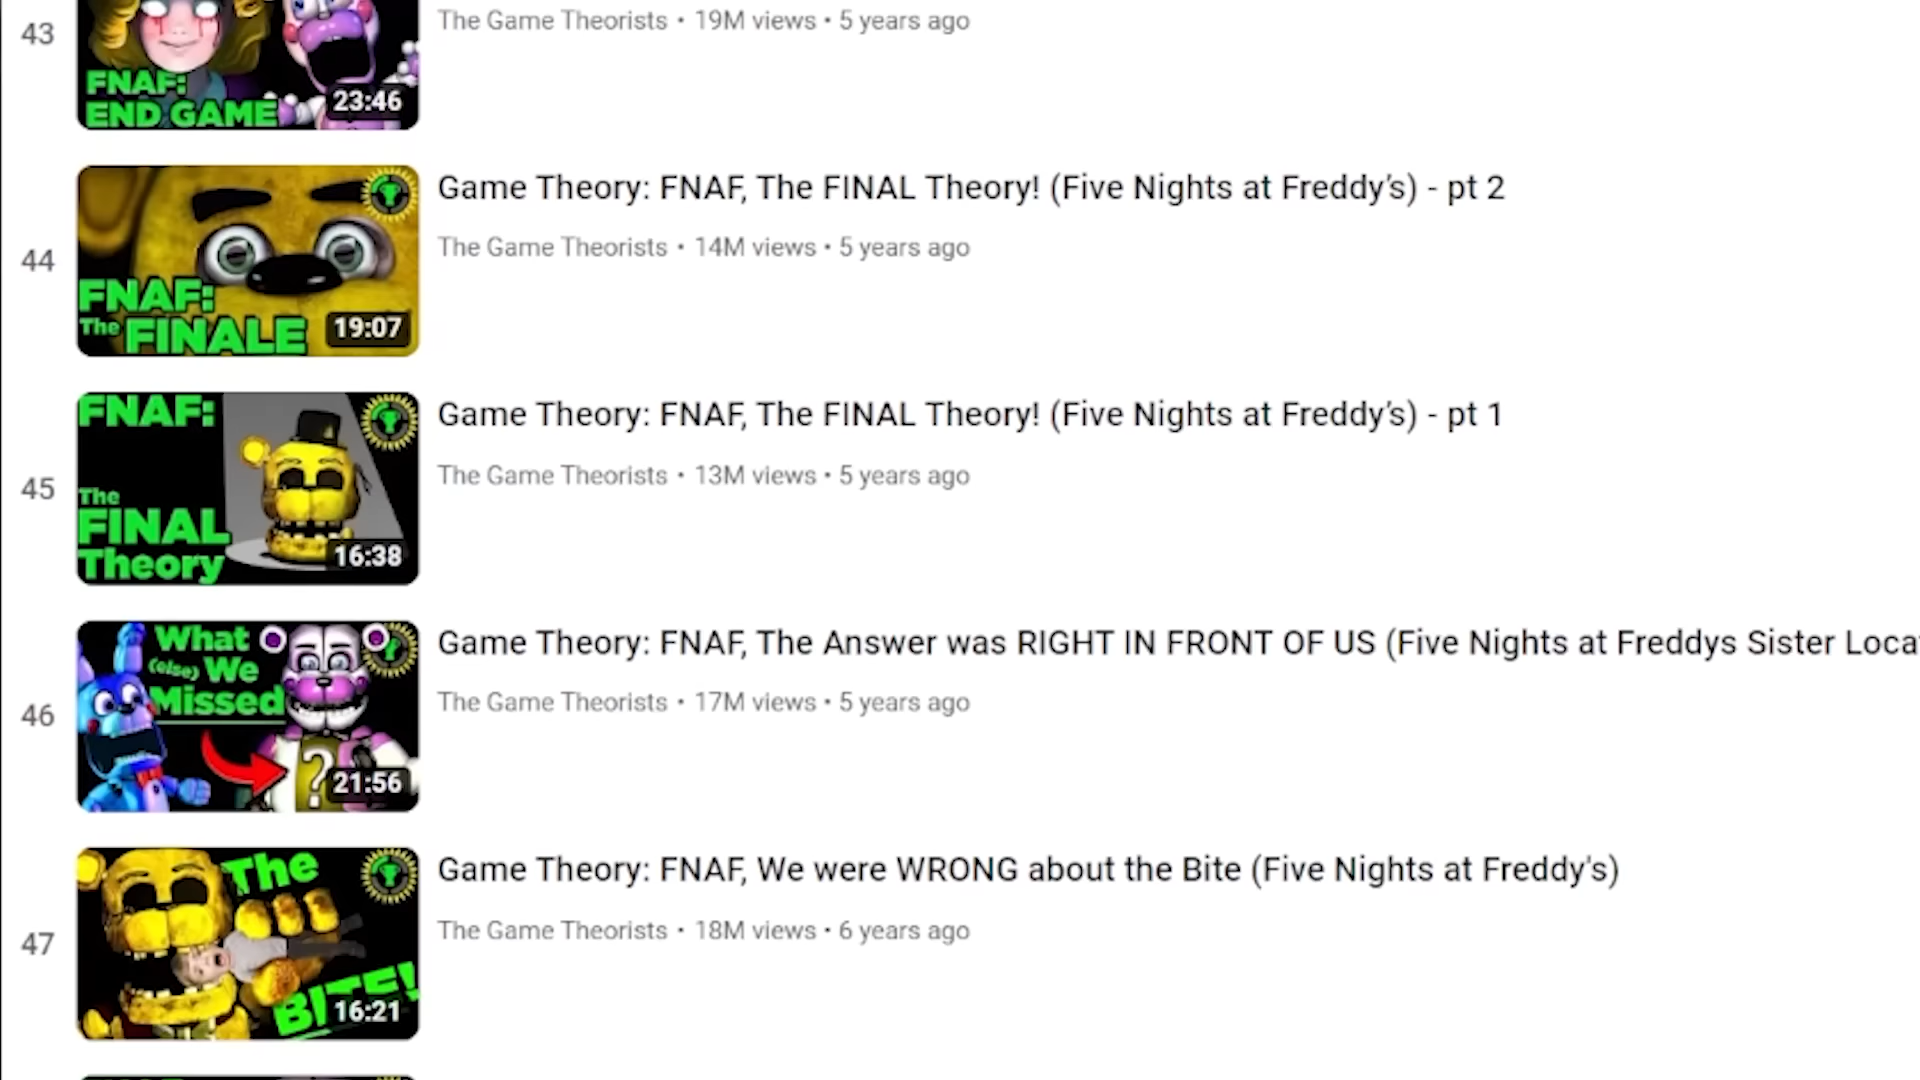 43
FNAF:
END GAME
23:46
The Game Theorists • 19M views • 5 years ago
44
FNAF:
The FINALE
19:07
Game Theory: FNAF, The FINAL Theory! (Five Nights at Freddy’s) - pt 2
The Game Theorists • 14M views • 5 years ago
45
FNAF:
The
FINAL
Theory
16:38
Game Theory: FNAF, The FINAL Theory! (Five Nights at Freddy’s) - pt 1
The Game Theorists • 13M views • 5 years ago
46
What
(else) We
Missed
?
21:56
Game Theory: FNAF, The Answer was RIGHT IN FRONT OF US (Five Nights at Freddys Sister Loca
The Game Theorists • 17M views • 5 years ago
47
The
BITE!
16:21
Game Theory: FNAF, We were WRONG about the Bite (Five Nights at Freddy's)
The Game Theorists • 18M views • 6 years ago